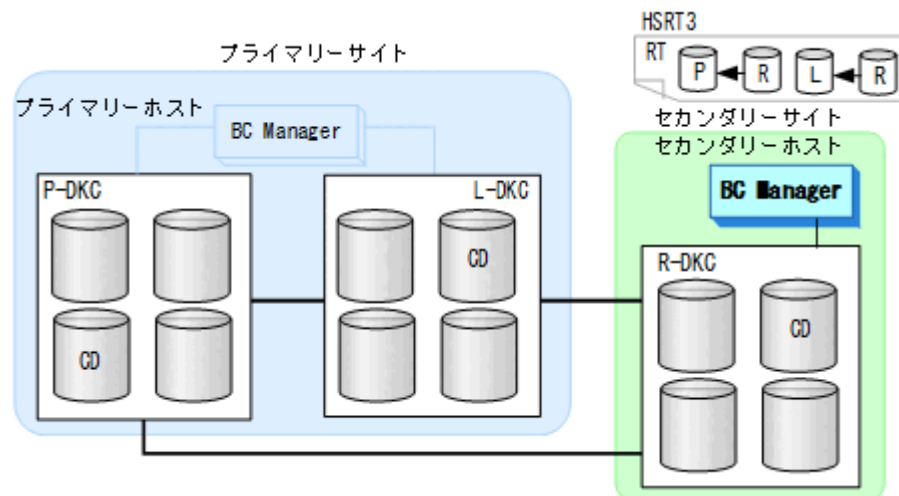 HSRT3
RT
P
R
L
R
プライマリーサイト
プライマリーホスト
BC Manager
セカンダリーサイト
セカンダリーホスト
BC Manager
P-DKC
CD
L-DKC
CD
R-DKC
CD